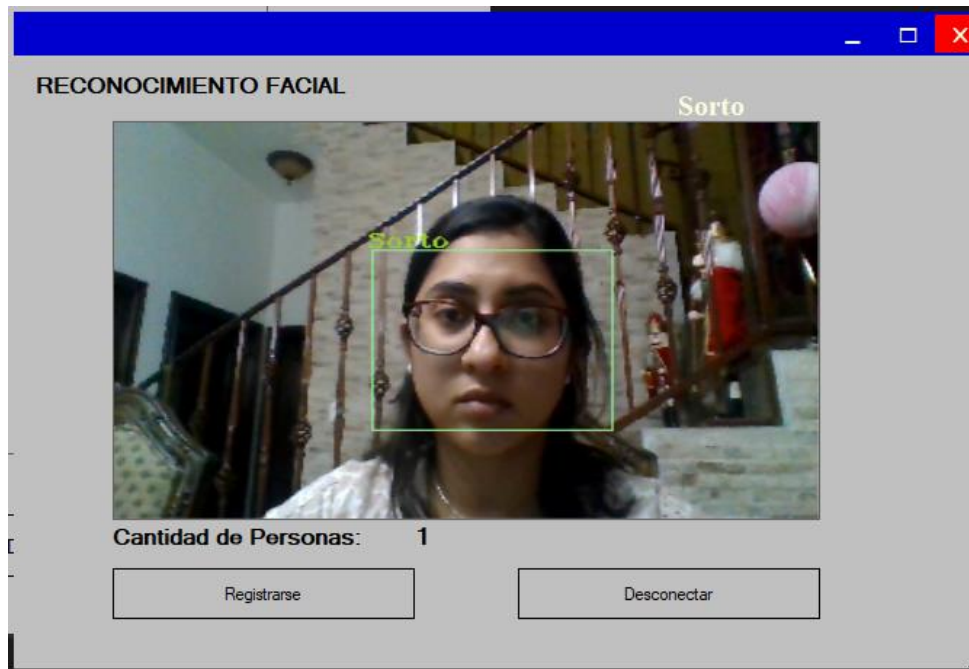 RECONOCIMIENTO FACIAL
Sorto
Sorto
Cantidad de Personas: 1
Registrarse
Desconectar